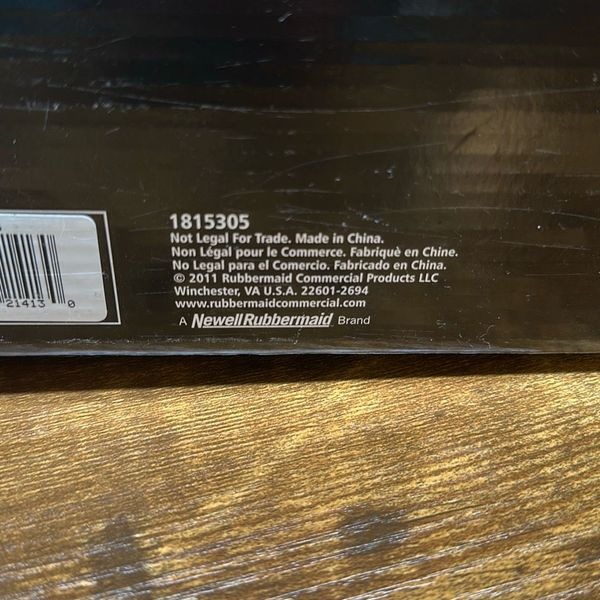 21413 0
1815305
Not Legal For Trade. Made in China.
Non Légal pour le Commerce. Fabriquè en Chine.
No Legal para el Comercio. Fabricado en China.
© 2011 Rubbermaid Commercial Products LLC
Winchester, VA U.S.A. 22601-2694
www.rubbermaidcommercial.com
A NewellRubbermaid Brand